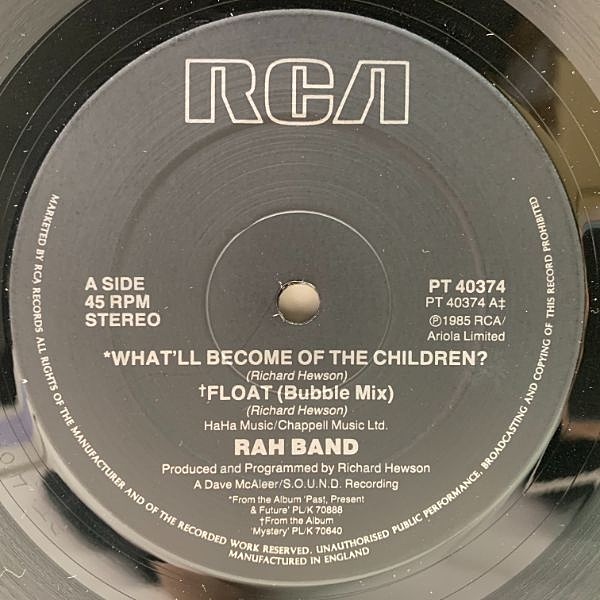 RCA
A SIDE
45 RPM
STEREO
PT 40374
PT 40374 A‡
Ⓟ1985 RCA/
Ariola Limited
*WHAT'LL BECOME OF THE CHILDREN?
(Richard Hewson)
†FLOAT (Bubble Mix)
(Richard Hewson)
HaHa Music/Chappell Music Ltd.
RAH BAND
Produced and Programmed by Richard Hewson
A Dave McAleer/S.O.U.N.D. Recording
*From the Album 'Past, Present
& Future' PL/K 70888
†From the Album
'Mystery' PL/K 70640
MARKETED BY RCA RECORDS ALL RIGHTS OF THE MANUFACTURER AND OF THE RECORDED WORK RESERVED. UNAUTHORISED PUBLIC PERFORMANCE, BROADCASTING AND COPYING OF THIS RECORD PROHIBITED
MANUFACTURED IN ENGLAND